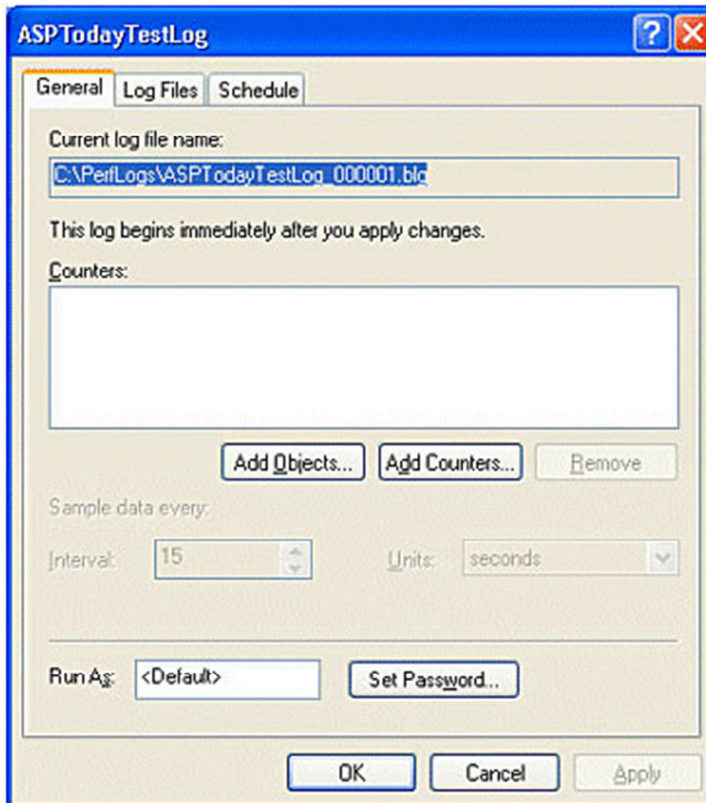 ASPTodayTestLog
General Log Files Schedule
Current log file name:
C:\PerfLogs\ASPTodayTestLog_000001.blg
This log begins immediately after you apply changes.
Counters:
Add Objects... Add Counters... Remove
Sample data every:
Interval: 15 Units: seconds
Run As: <Default> Set Password...
OK Cancel Apply